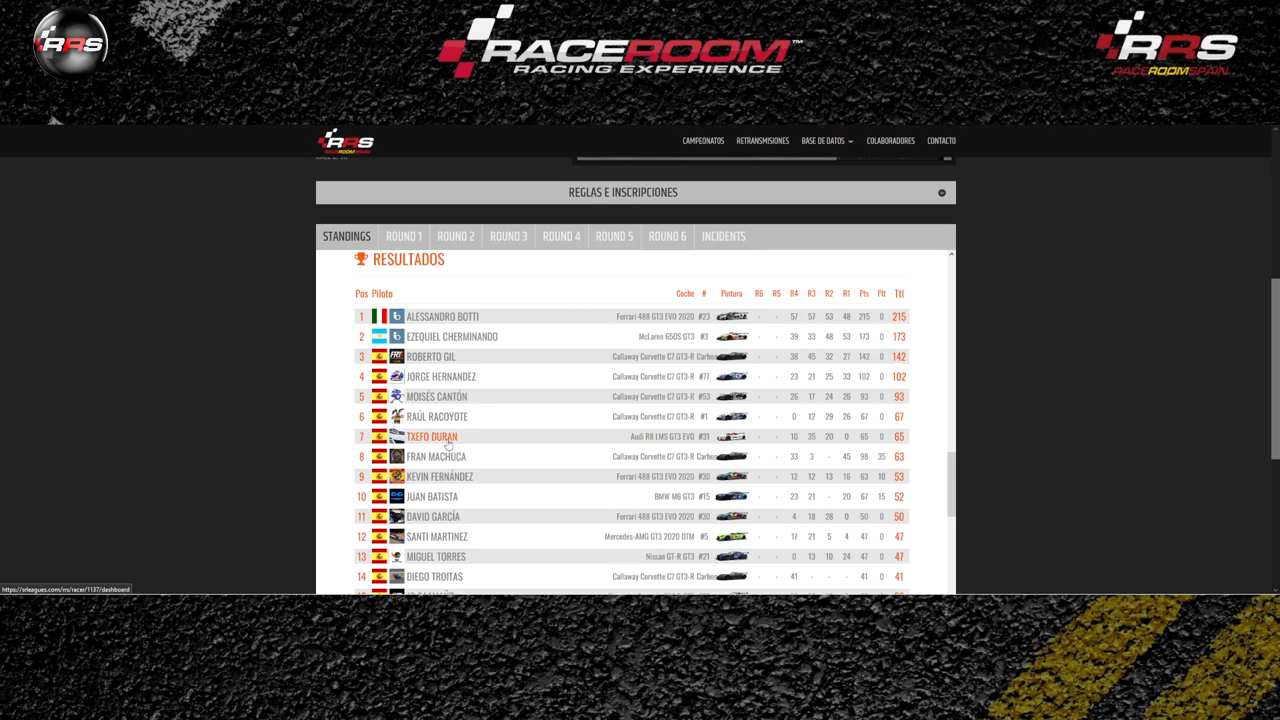 RRS
RACEROOM™
RACING EXPERIENCE
RRS
RACEROOMSPAIN
RRS
RACEROOMSPAIN
CAMPEONATOS RETRANSMISIONES BASE DE DATOS COLABORADORES CONTACTO
REGLAS E INSCRIPCIONES
STANDINGS ROUND 1 ROUND 2 ROUND 3 ROUND 4 ROUND 5 ROUND 6 INCIDENTS
RESULTADOS
Pos Piloto Coche # Pintura R6 R5 R4 R3 R2 R1 Pts Plt Ttl
1 ALESSANDRO BOTTI Ferrari 488 GT3 EVO 2020 #23 - - 57 57 53 48 215 0 215
2 EZEQUIEL CHERMINANDO McLaren 650S GT3 #3 - - 39 33 48 53 173 0 173
3 ROBERTO GIL Callaway Corvette C7 GT3-R Carbon - - 38 45 32 27 142 0 142
4 JORGE HERNANDEZ Callaway Corvette C7 GT3-R #77 - - 23 21 25 33 102 0 102
5 MOISÉS CANTÓN Callaway Corvette C7 GT3-R #53 - - 26 17 24 26 93 0 93
6 RAÚL RACOYOTE Callaway Corvette C7 GT3-R #1 - - 0 12 29 26 67 0 67
7 TXEFO DURAN Audi R8 LMS GT3 EVO #31 - - 10 35 20 0 65 0 65
8 FRAN MACHUCA Callaway Corvette C7 GT3-R Carbon - - 33 3 - 45 98 35 63
9 KEVIN FERNÁNDEZ Ferrari 488 GT3 EVO 2020 #30 - - 12 12 13 16 63 10 53
10 JUAN BATISTA BMW M6 GT3 #15 - - 23 21 - 20 67 15 52
11 DAVID GARCÍA Ferrari 488 GT3 EVO 2020 #30 - - 4 18 28 0 50 0 50
12 SANTI MARTINEZ Mercedes-AMG GT3 2020 DTM #5 - - 17 21 5 4 47 0 47
13 MIGUEL TORRES Nissan GT-R GT3 #21 - - 0 13 10 24 47 0 47
14 DIEGO TROITAS Callaway Corvette C7 GT3-R Carbon - - 41 - - - 41 0 41
https://srleagues.com/rrs/racer/1137/dashboard